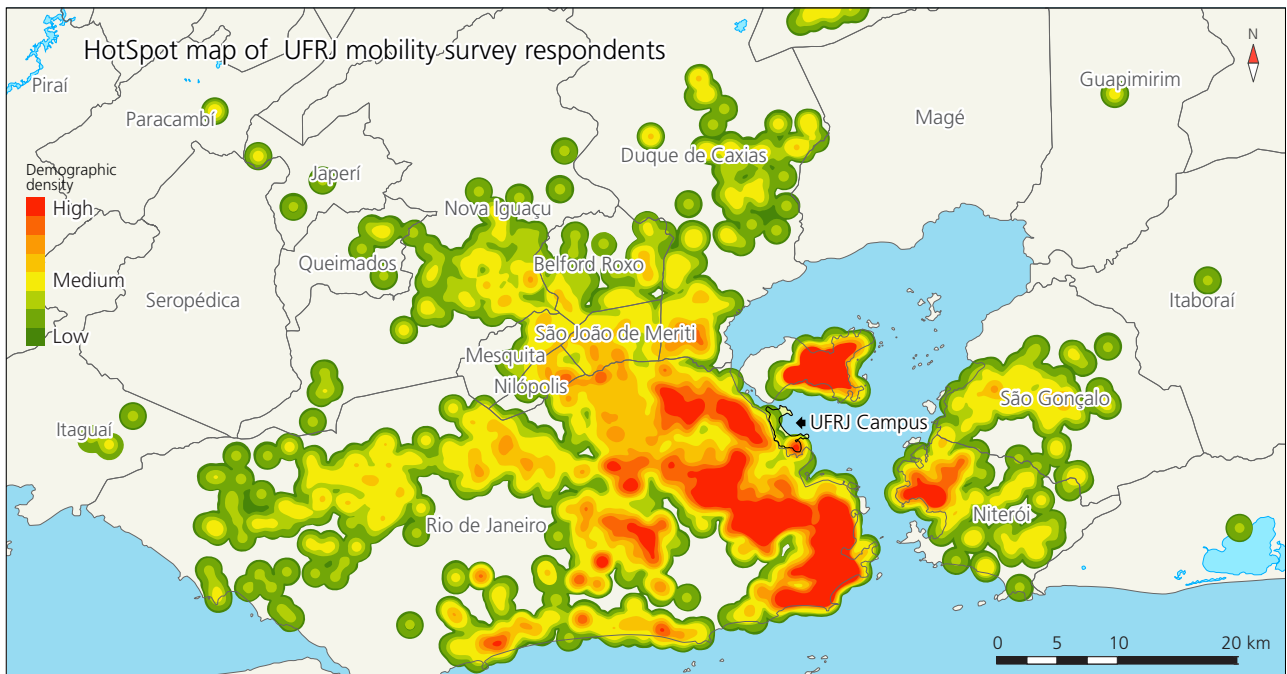 HotSpot map of UFRJ mobility survey respondents
N
Piraí
Guapimirim
Paracambí
Magé
Duque de Caxias
Demographic
density
Japerí
High
Nova Iguaçu
Queimados
Belford Roxo
Medium
Seropédica
Itaboraí
Low
São João de Meriti
Mesquita
Nilópolis
São Gonçalo
UFRJ Campus
Itaguaí
Niterói
Rio de Janeiro
0 5 10 20 km